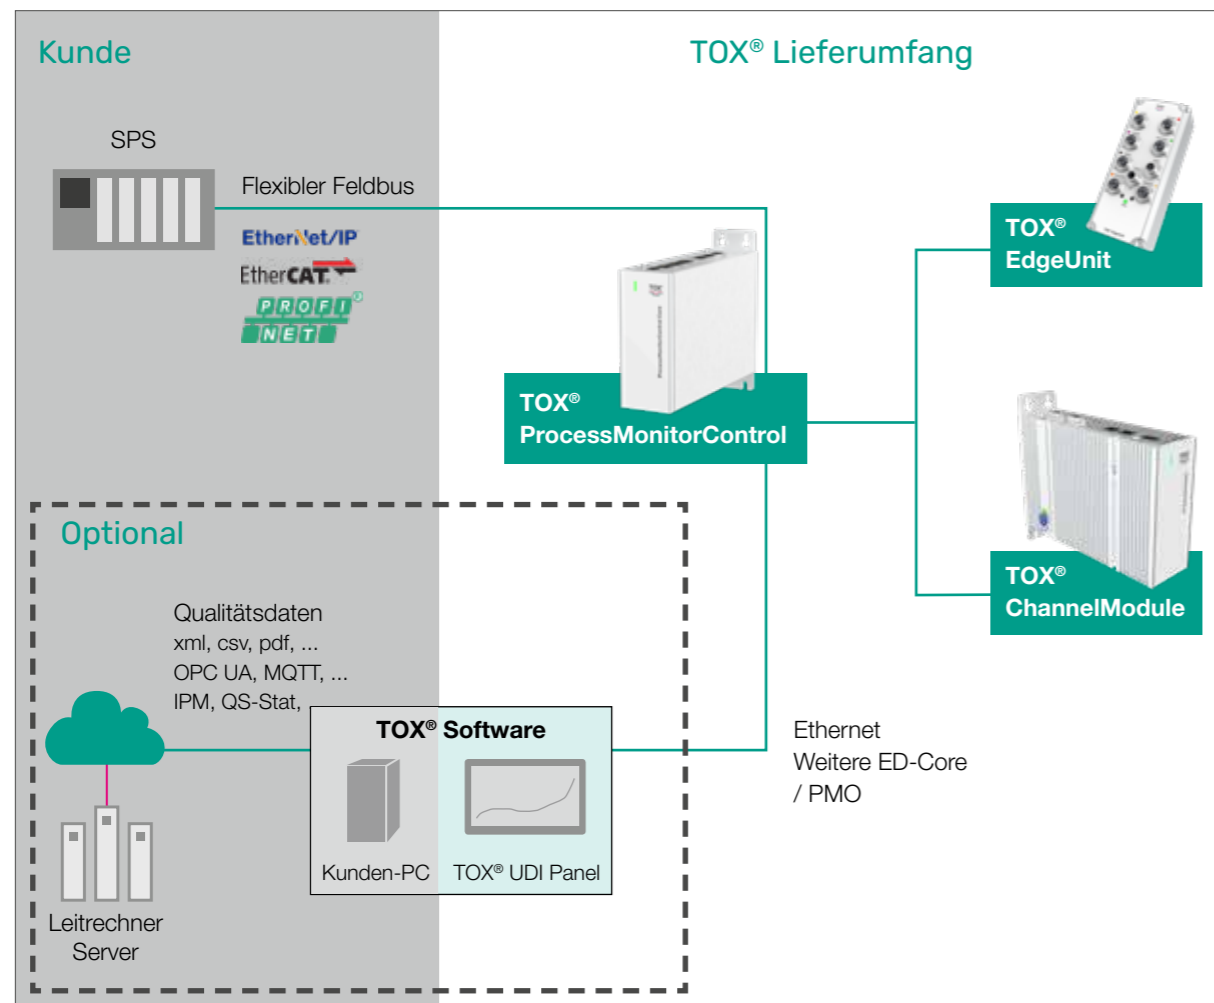 Kunde
TOX® Lieferumfang
SPS
Flexibler Feldbus
EtherNet/IP
EtherCAT
PROFI
NET
TOX®
EdgeUnit
TOX®
ProcessMonitorControl
TOX®
ChannelModule
Optional
Qualitätsdaten
xml, csv, pdf, ...
OPC UA, MQTT, ...
IPM, QS-Stat,
TOX® Software
Kunden-PC
TOX® UDI Panel
Leitrechner
Server
Ethernet
Weitere ED-Core
/ PMO